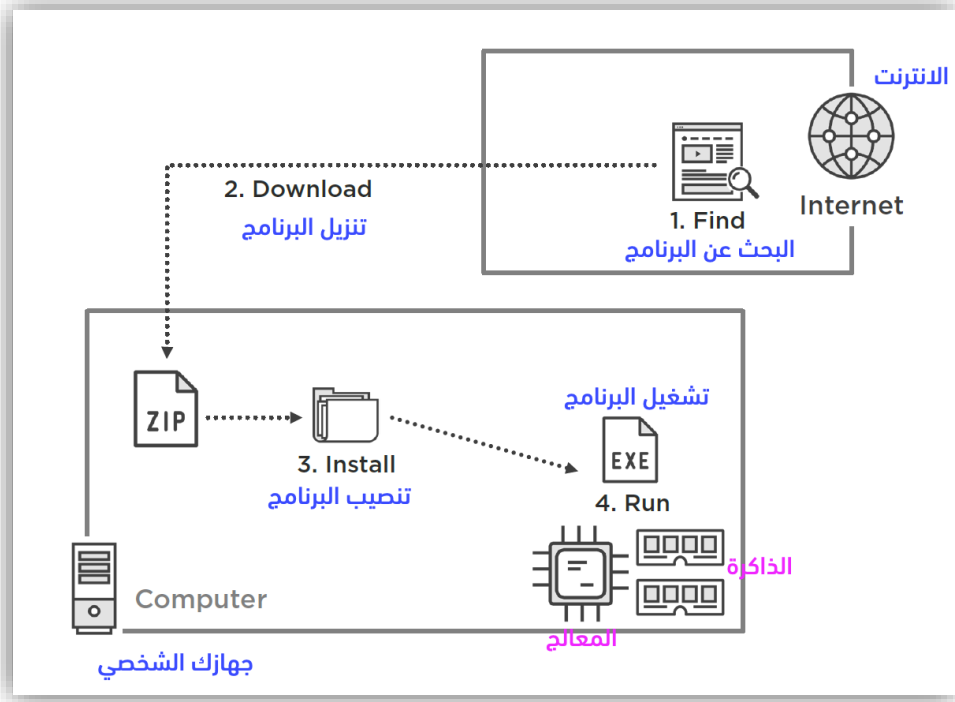 الانترنت
Internet
1. Find
البحث عن البرنامج
2. Download
تنزيل البرنامج
ZIP
3. Install
تنصيب البرنامج
تشغيل البرنامج
EXE
4. Run
الذاكرة
المعالج
Computer
جهازك الشخصي